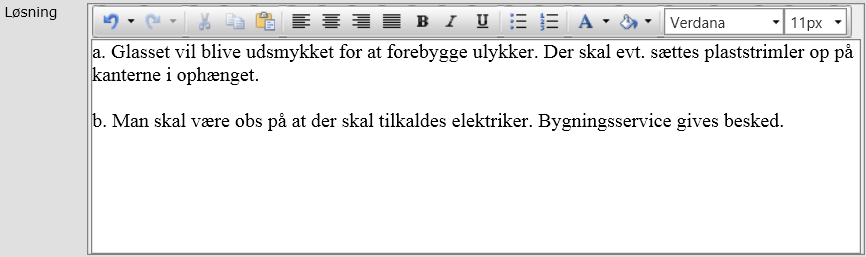 Løsning
B I U A Verdana 11px
a. Glasset vil blive udsmykket for at forebygge ulykker. Der skal evt. sættes plaststrimler op på
kanterne i ophænget.
b. Man skal være obs på at der skal tilkaldes elektriker. Bygningsservice gives besked.